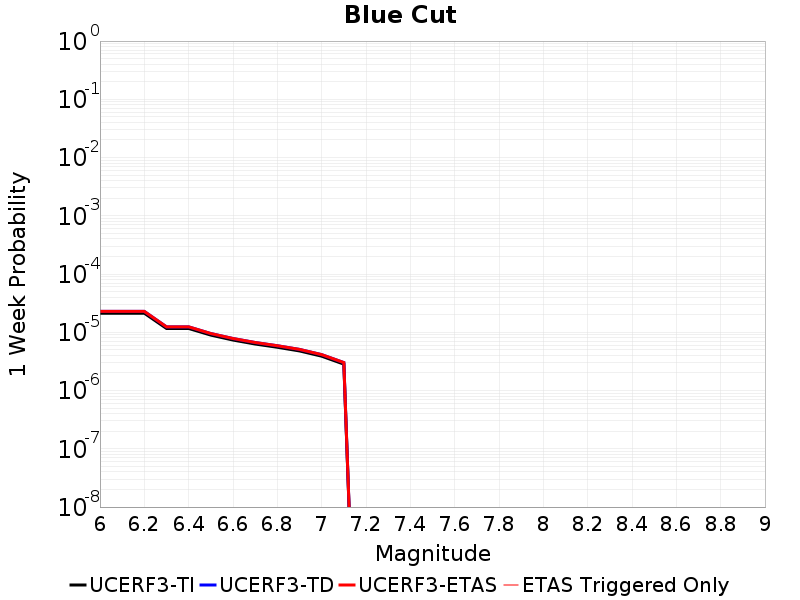 Blue Cut
1 Week Probability
10^0
10^-1
10^-2
10^-3
10^-4
10^-5
10^-6
10^-7
10^-8
6 6.2 6.4 6.6 6.8 7 7.2 7.4 7.6 7.8 8 8.2 8.4 8.6 8.8 9
Magnitude
UCERF3-TI UCERF3-TD UCERF3-ETAS ETAS Triggered Only